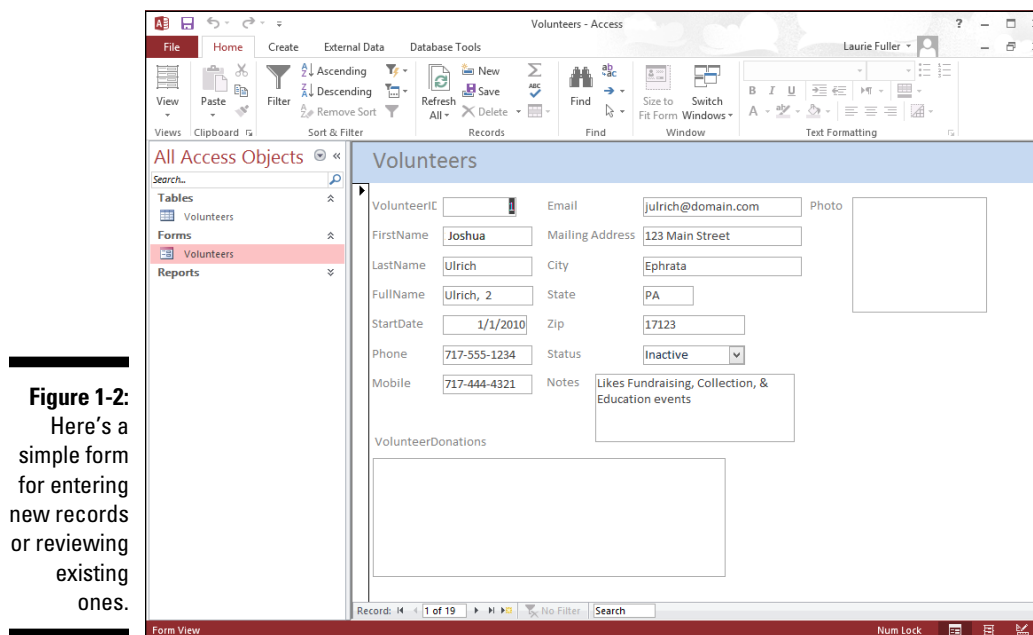 Volunteers - Access
?
File Home Create External Data Database Tools Laurie Fuller
View
Paste
Filter
Ascending
Descending
Remove Sort
Refresh
All
New
Save
Delete
ABC
Find
ab
ac
Size to
Fit Form
Switch
Windows
B I U
A
Views Clipboard Sort & Filter Records Find Window Text Formatting
All Access Objects
Search...
Tables
Volunteers
Forms
Volunteers
Reports
Volunteers
VolunteerID 1 Email julrich@domain.com Photo
FirstName Joshua Mailing Address 123 Main Street
LastName Ulrich City Ephrata
FullName Ulrich, 2 State PA
StartDate 1/1/2010 Zip 17123
Phone 717-555-1234 Status Inactive
Mobile 717-444-4321 Notes Likes Fundraising, Collection, &
Education events
VolunteerDonations
Record: 1 of 19 No Filter Search
Form View Num Lock
Figure 1-2:
Here's a
simple form
for entering
new records
or reviewing
existing
ones.